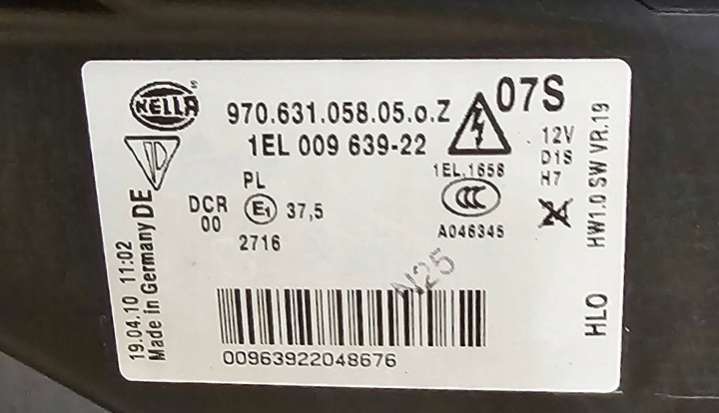 HELLA
970.631.058.05.o.Z
07S
1EL 009 639-22
12V
D1S
H7
PL
1EL.1658
DCR
00
E1
37,5
CCC
2716
A046345
HW1.0 SW VR.19
HLO
DE
19.04.10 11:02
Made in Germany
N25
00963922048676